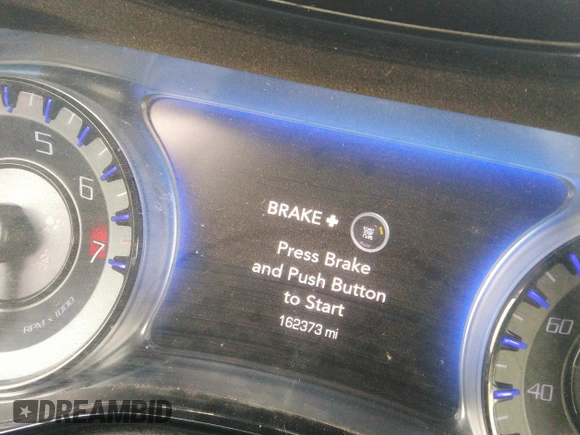 5
6
7
RPM x 1000
BRAKE +
Press Brake
and Push Button
to Start
162373 mi
60
40
DREAMBID